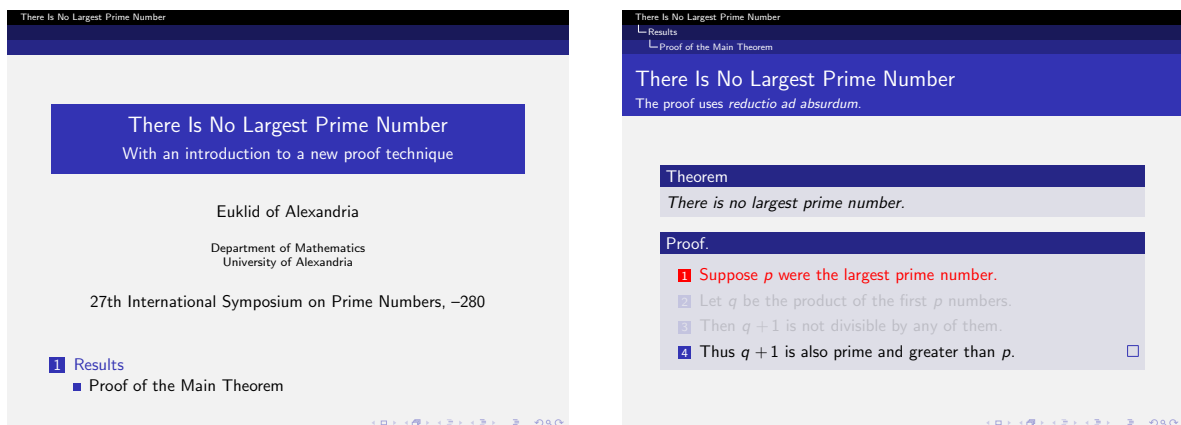 There Is No Largest Prime Number
There Is No Largest Prime Number
With an introduction to a new proof technique
Euklid of Alexandria
Department of Mathematics
University of Alexandria
27th International Symposium on Prime Numbers, –280
1 Results
Proof of the Main Theorem
There Is No Largest Prime Number
Results
Proof of the Main Theorem
There Is No Largest Prime Number
The proof uses reductio ad absurdum.
Theorem
There is no largest prime number.
Proof.
1 Suppose p were the largest prime number.
2 Let q be the product of the first p numbers.
3 Then q + 1 is not divisible by any of them.
4 Thus q + 1 is also prime and greater than p.